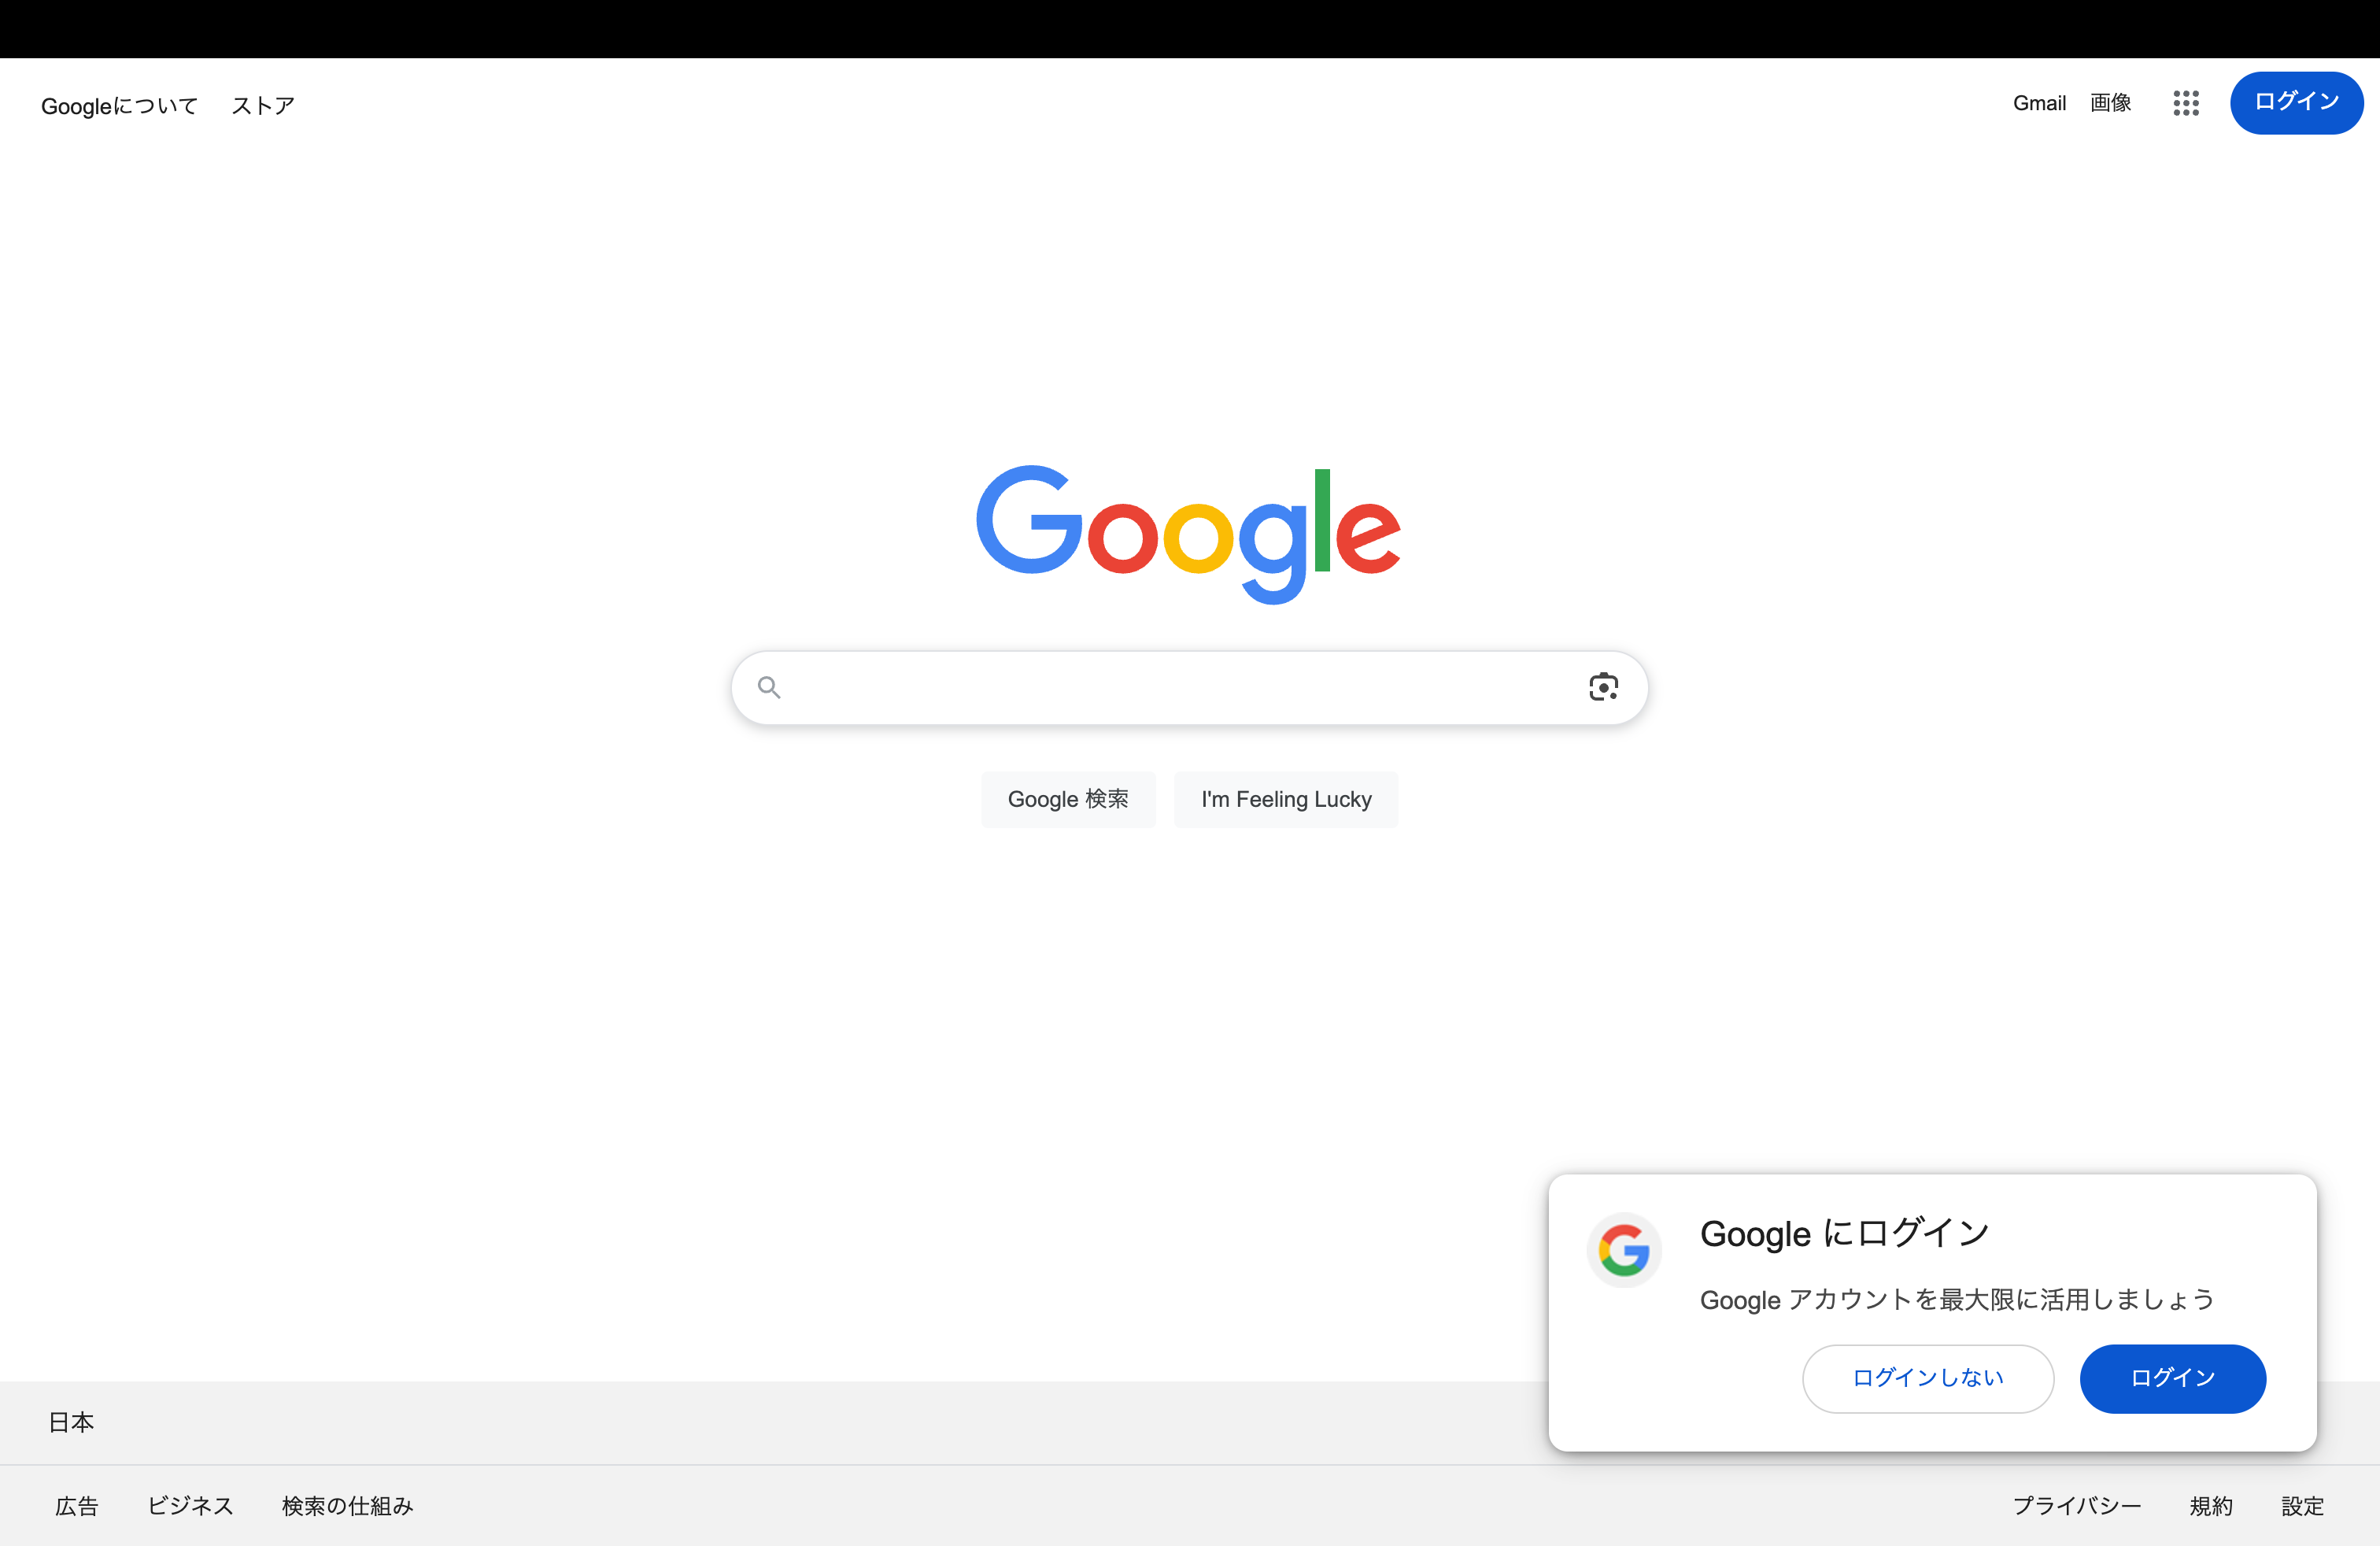 Googleについて ストア Gmail 画像 ログイン
Google
Google 検索 I'm Feeling Lucky
Google にログイン
Google アカウントを最大限に活用しましょう
ログインしない ログイン
日本
広告 ビジネス 検索の仕組み プライバシー 規約 設定